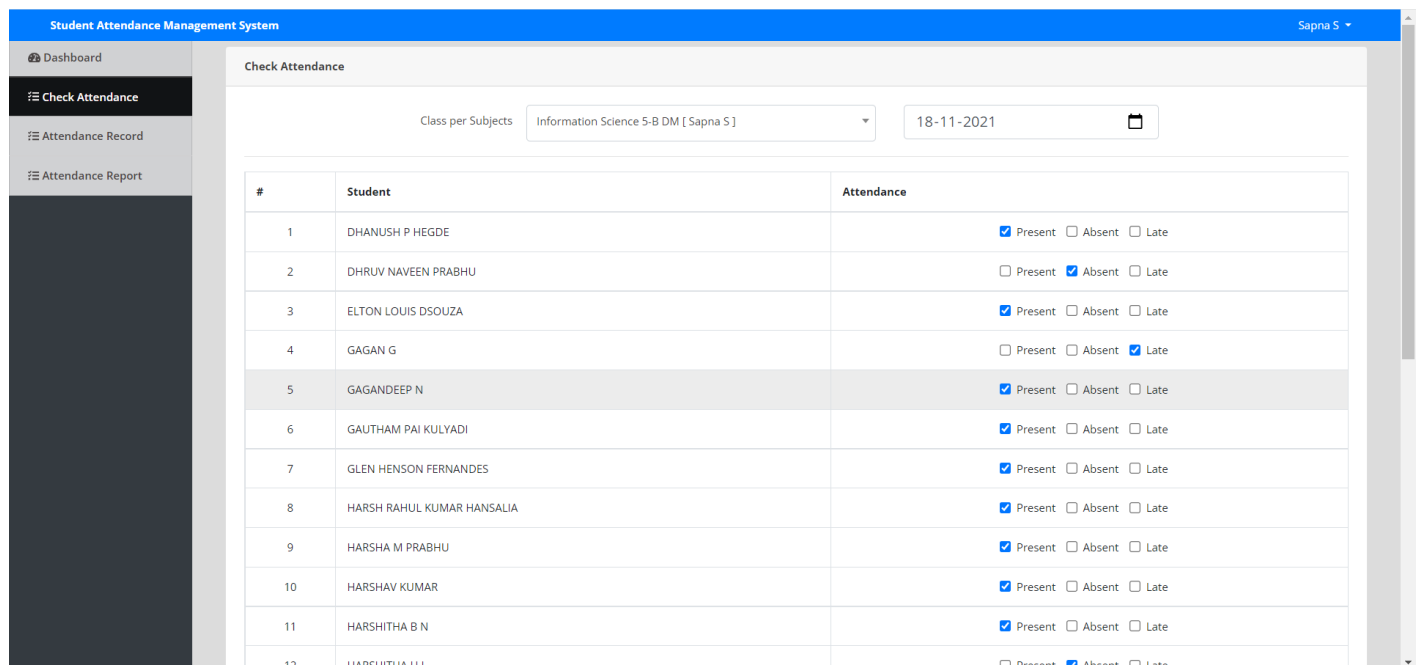 Student Attendance Management System Sapna S
Dashboard
Check Attendance
Attendance Record
Attendance Report
Check Attendance
Class per Subjects Information Science 5-B DM [ Sapna S ] 18-11-2021
# Student Attendance
1 DHANUSH P HEGDE Present Absent Late
2 DHRUV NAVEEN PRABHU Present Absent Late
3 ELTON LOUIS DSOUZA Present Absent Late
4 GAGAN G Present Absent Late
5 GAGANDEEP N Present Absent Late
6 GAUTHAM PAI KULYADI Present Absent Late
7 GLEN HENSON FERNANDES Present Absent Late
8 HARSH RAHUL KUMAR HANSALIA Present Absent Late
9 HARSHA M PRABHU Present Absent Late
10 HARSHAV KUMAR Present Absent Late
11 HARSHITHA B N Present Absent Late
12 HARSHITHA Present Absent Late